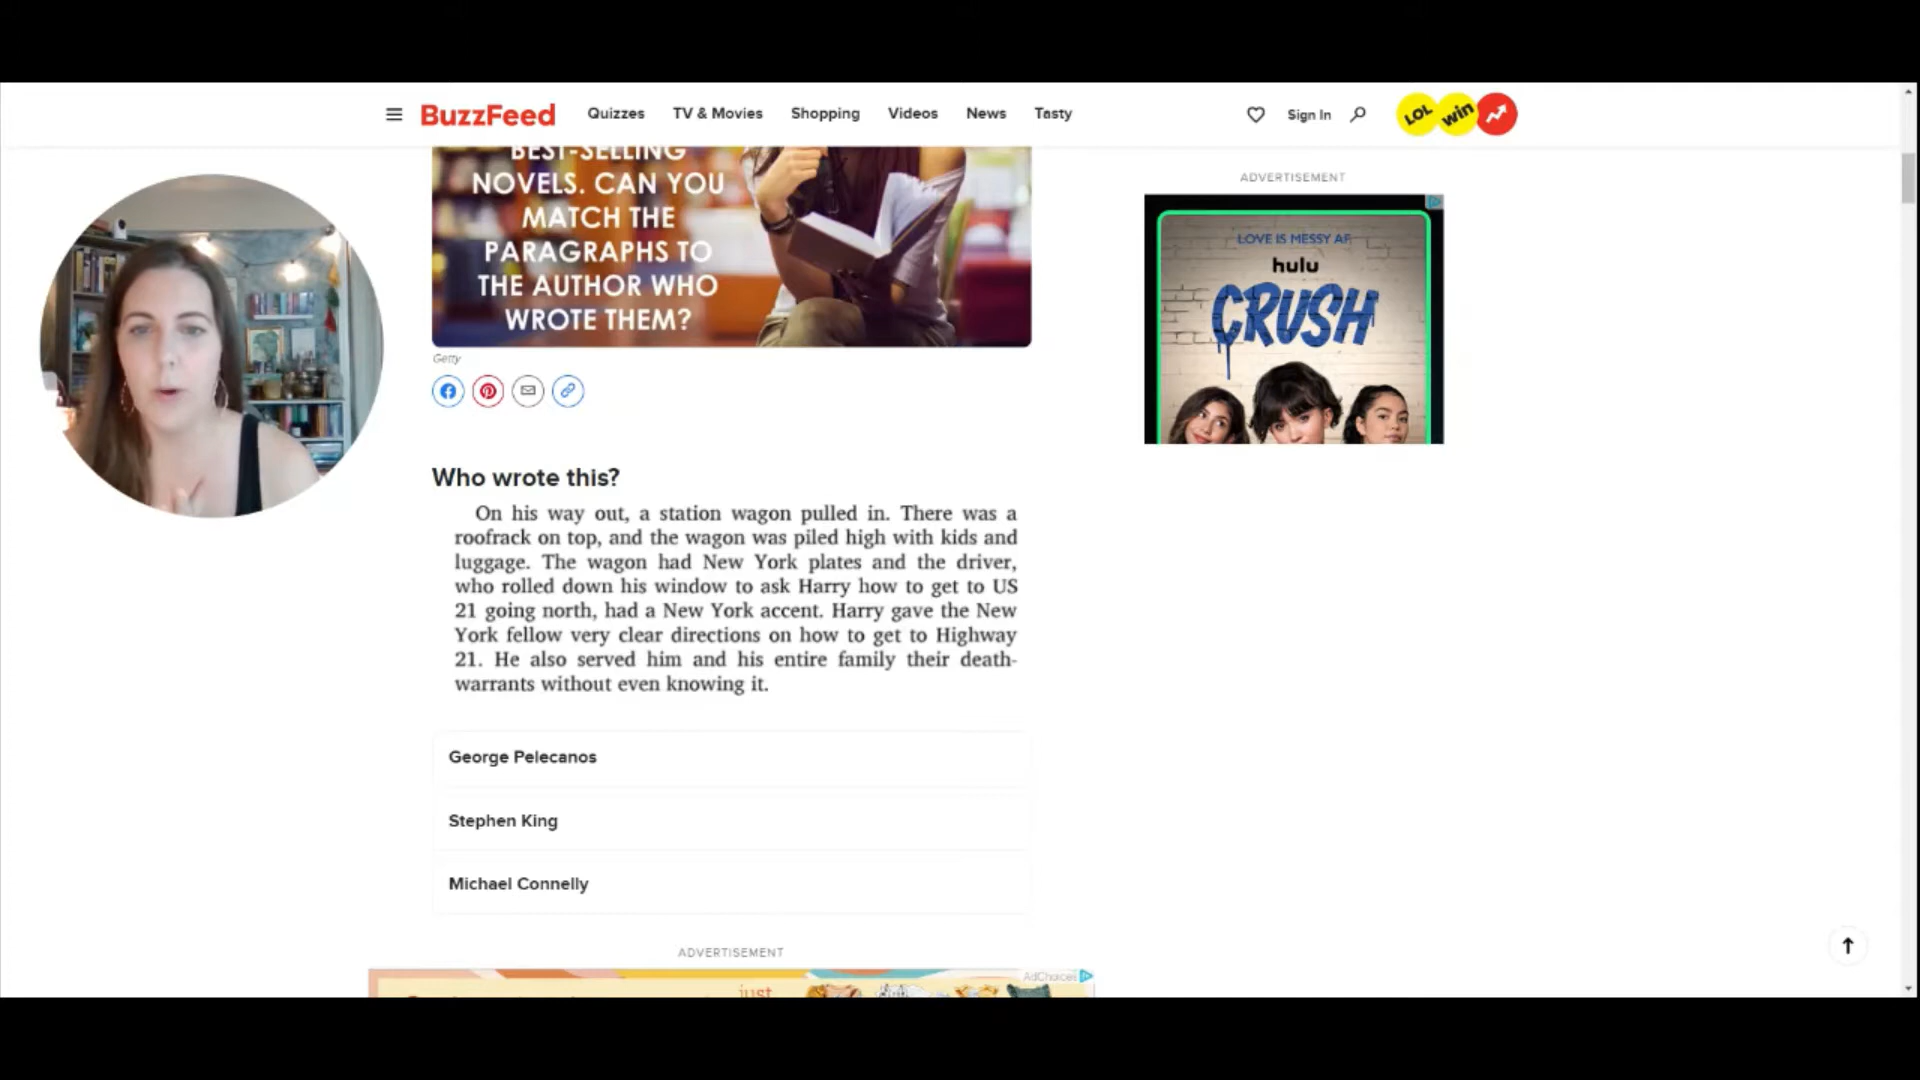 BuzzFeed
Quizzes
TV & Movies
Shopping
Videos
News
Tasty
Sign In
LOL
win
BEST-SELLING
NOVELS. CAN YOU
MATCH THE
PARAGRAPHS TO
THE AUTHOR WHO
WROTE THEM?
Getty
ADVERTISEMENT
LOVE IS MESSY AF.
hulu
CRUSH
Who wrote this?
On his way out, a station wagon pulled in. There was a
roofrack on top, and the wagon was piled high with kids and
luggage. The wagon had New York plates and the driver,
who rolled down his window to ask Harry how to get to US
21 going north, had a New York accent. Harry gave the New
York fellow very clear directions on how to get to Highway
21. He also served him and his entire family their death-
warrants without even knowing it.
George Pelecanos
Stephen King
Michael Connelly
ADVERTISEMENT
AdChoices
just